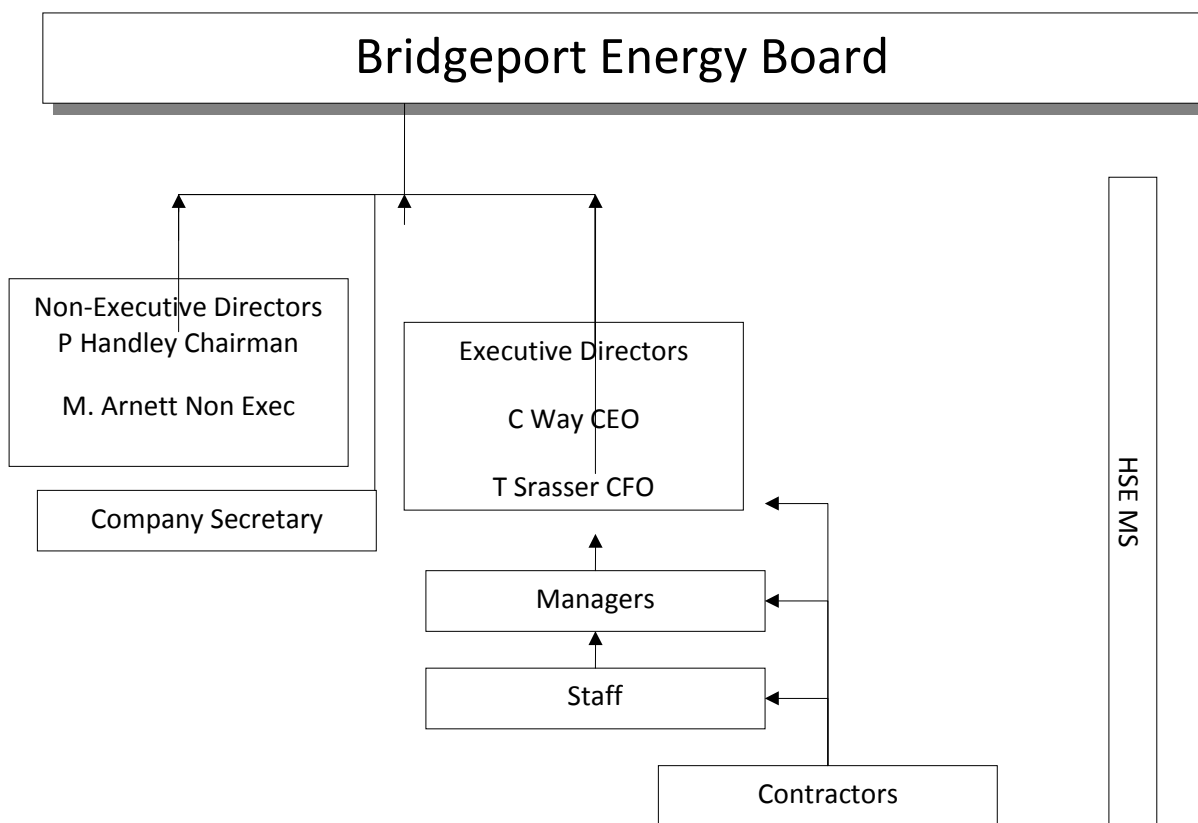 Bridgeport Energy Board
Non-Executive Directors
P Handley Chairman
M. Arnett Non Exec
Company Secretary
Executive Directors
C Way CEO
T Srasser CFO
Managers
Staff
Contractors
HSE MS